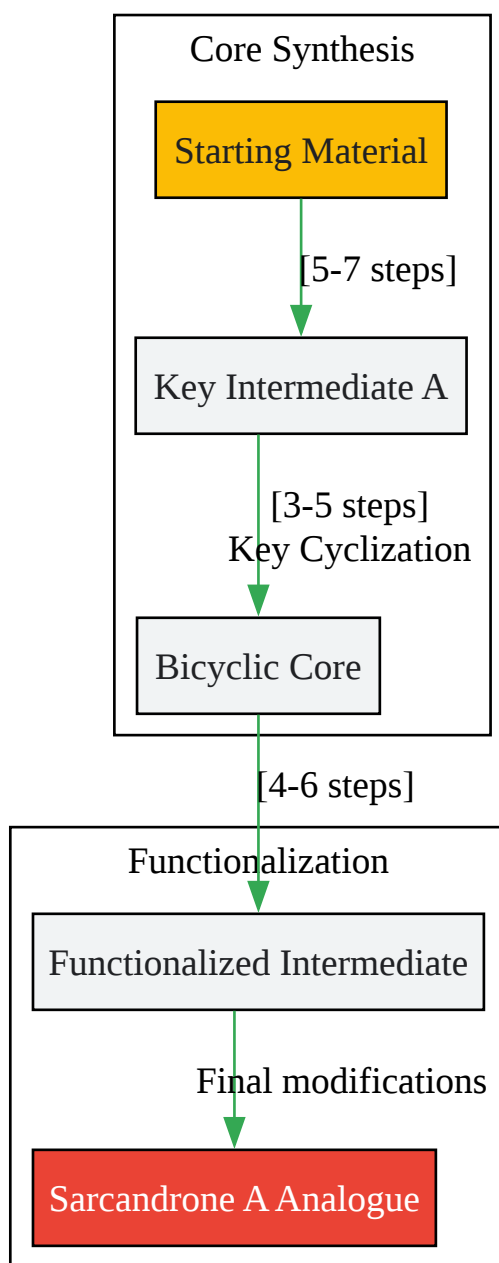 Core Synthesis
Starting Material
[5-7 steps]
Key Intermediate A
[3-5 steps]
Key Cyclization
Bicyclic Core
[4-6 steps]
Functionalization
Functionalized Intermediate
Final modifications
Sarcandrone A Analogue